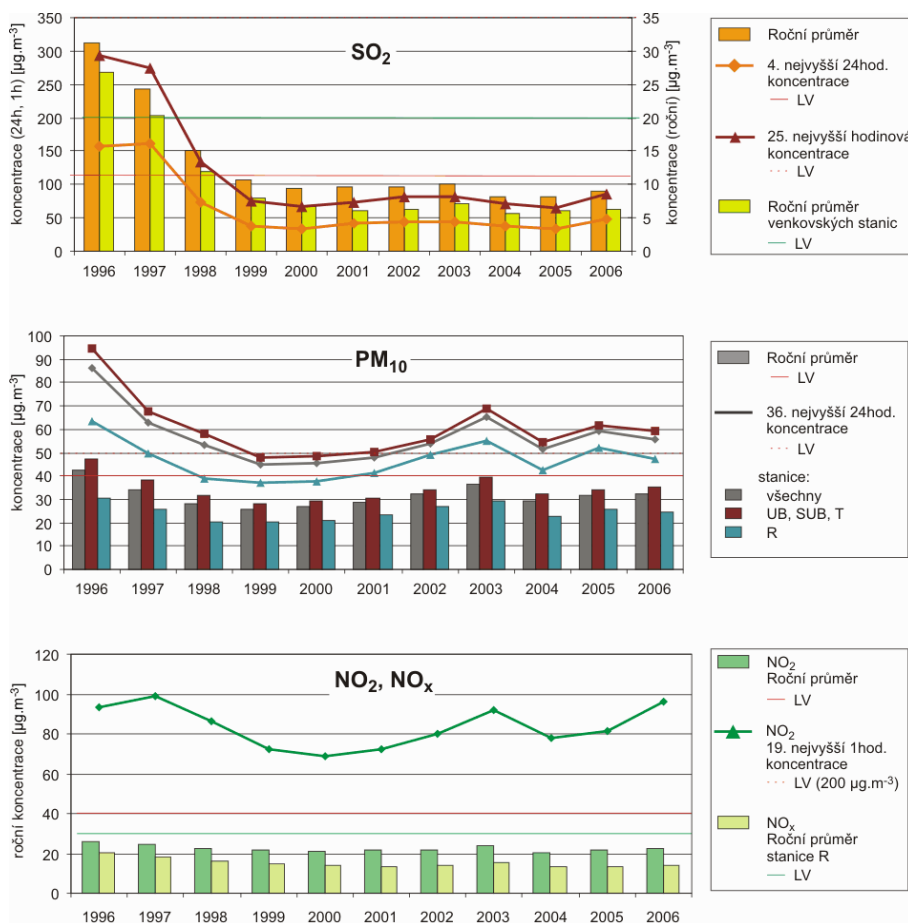 SO₂
koncentrace (24h, 1h) [µg.m⁻³]
350
300
250
200
150
100
50
0
1996 1997 1998 1999 2000 2001 2002 2003 2004 2005 2006
35
30
25
20
15
10
5
0
koncentrace (roční) [µg.m⁻³]
Roční průměr
4. nejvyšší 24hod.
koncentrace
LV
25. nejvyšší hodinová
koncentrace
LV
Roční průměr
venkovských stanic
LV
PM₁₀
koncentrace [µg.m⁻³]
100
90
80
70
60
50
40
30
20
10
0
1996 1997 1998 1999 2000 2001 2002 2003 2004 2005 2006
Roční průměr
LV
36. nejvyšší 24hod.
koncentrace
LV
stanice:
všechny
UB, SUB, T
R
NO₂, NOₓ
roční koncentrace [µg.m⁻³]
120
100
80
60
40
20
0
1996 1997 1998 1999 2000 2001 2002 2003 2004 2005 2006
NO₂
Roční průměr
LV
NO₂
19. nejvyšší 1hod.
koncentrace
LV (200 µg.m⁻³)
NOₓ
Roční průměr
stanice R
LV